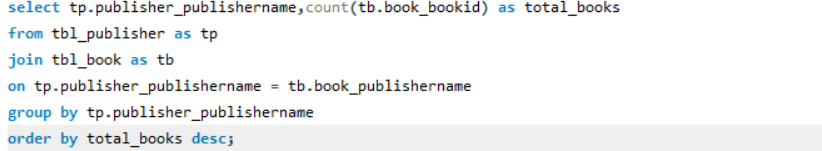 select tp.publisher_publishername,count(tb.book_bookid) as total_books
from tbl_publisher as tp
join tbl_book as tb
on tp.publisher_publishername = tb.book_publishername
group by tp.publisher_publishername
order by total_books desc;